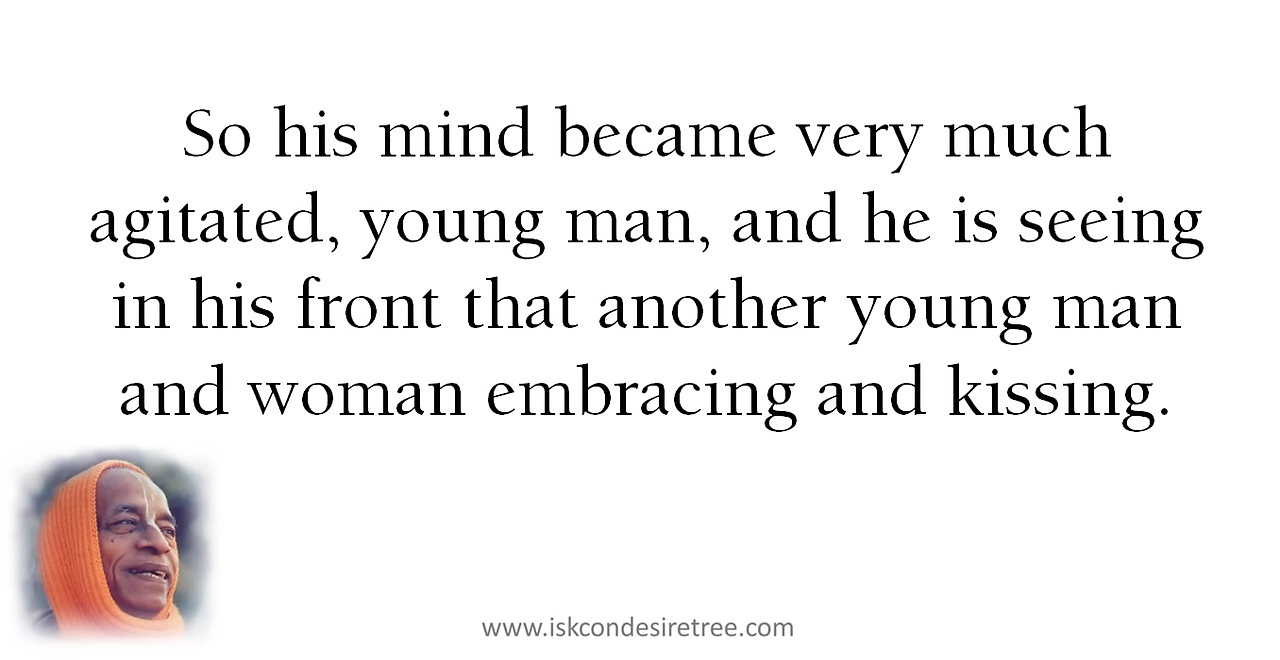 So his mind became very much
agitated, young man, and he is seeing
in his front that another young man
and woman embracing and kissing.
www.iskcondesiretree.com